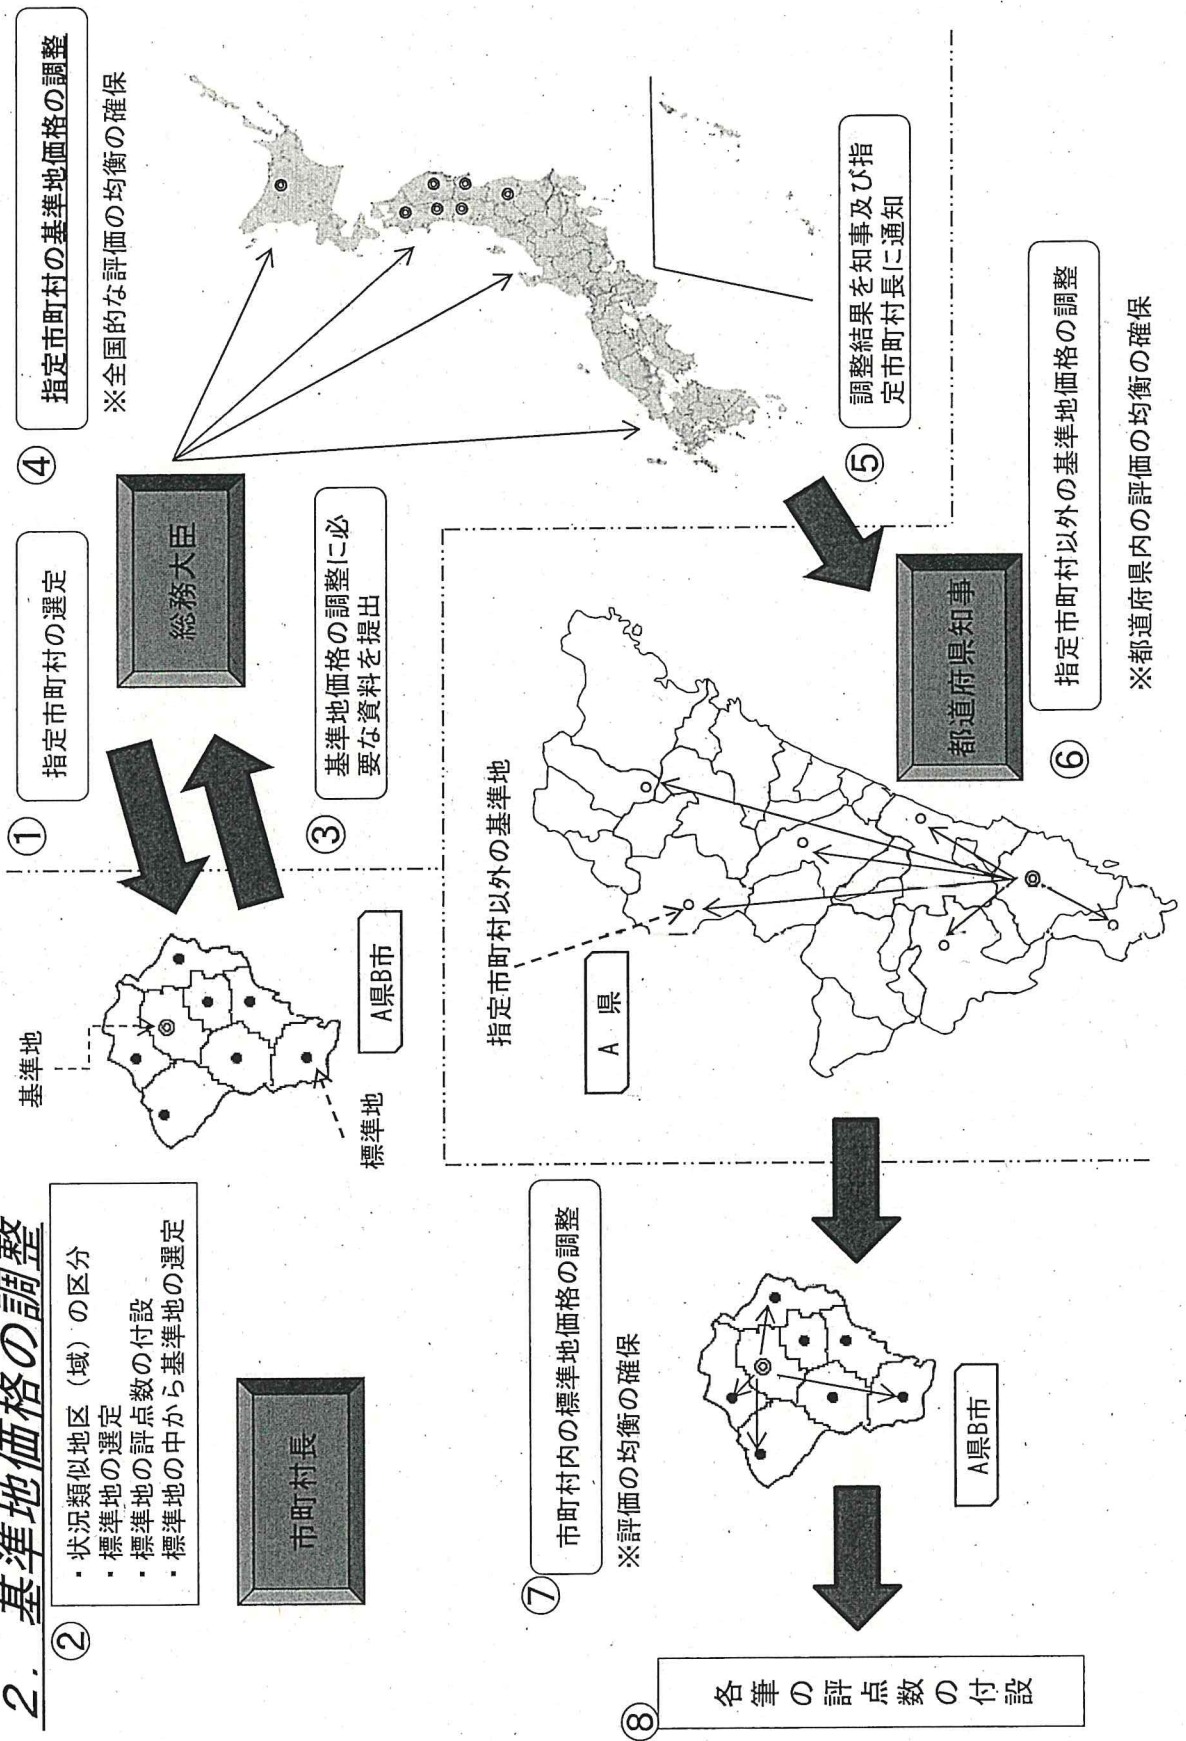 2. 基準地価格の調整
①
指定市町村の選定
総務大臣
②
・状況類似地区（域）の区分
・標準地の選定
・標準地の評点数の付設
・標準地の中から基準地の選定
市町村長
基準地
標準地
A県B市
③
基準地価格の調整に必
要な資料を提出
④
指定市町村の基準地価格の調整
※全国的な評価の均衡の確保
⑤
調整結果を知事及び指
定市町村長に通知
都道府県知事
⑥
指定市町村以外の基準地価格の調整
※都道府県内の評価の均衡の確保
指定市町村以外の基準地
A 県
⑦
市町村内の標準地価格の調整
※評価の均衡の確保
A県B市
⑧
各筆の評点数の付設